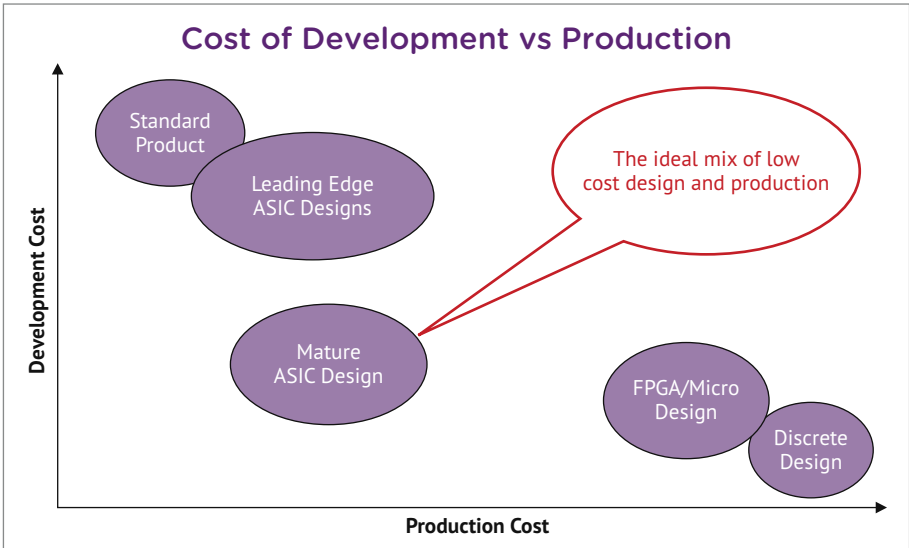 Cost of Development vs Production
Standard
Product
Leading Edge
ASIC Designs
The ideal mix of low
cost design and production
Mature
ASIC Design
FPGA/Micro
Design
Discrete
Design
Development Cost
Production Cost